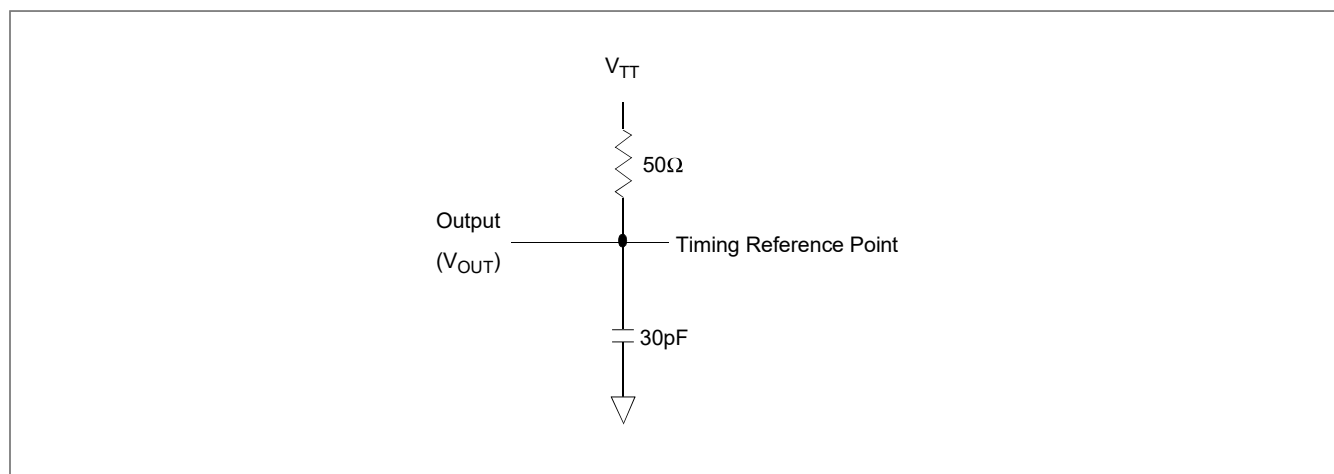 V_TT
50Ω
Output
Timing Reference Point
(V_OUT)
30pF